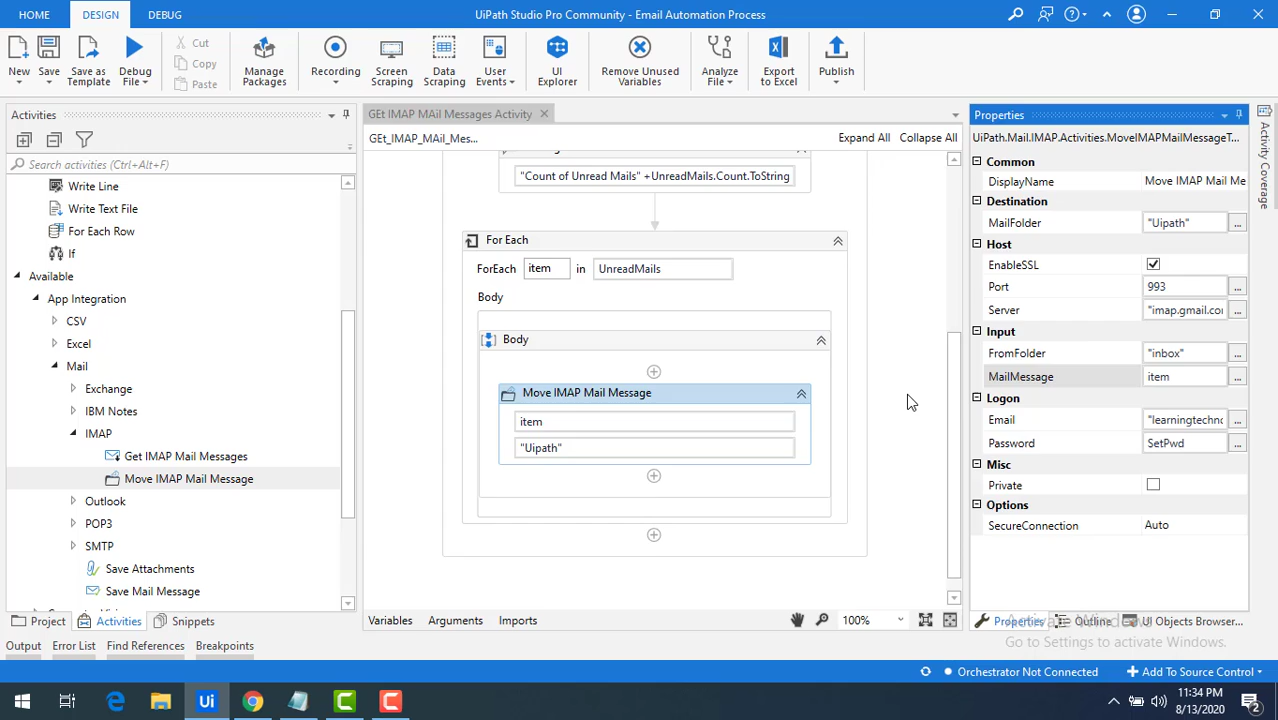 UiPath Studio Pro Community - Email Automation Process
HOME
DESIGN
DEBUG
New
Save
Save as Template
Debug File
Cut
Copy
Paste
Manage Packages
Recording
Screen Scraping
Data Scraping
User Events
UI Explorer
Remove Unused Variables
Analyze File
Export to Excel
Publish
Activities
Search activities (Ctrl+Alt+F)
Write Line
Write Text File
For Each Row
If
Available
App Integration
CSV
Excel
Mail
Exchange
IBM Notes
IMAP
Get IMAP Mail Messages
Move IMAP Mail Message
Outlook
POP3
SMTP
Save Attachments
Save Mail Message
Project
Activities
Snippets
GEt IMAP MAil Messages Activity
GEt_IMAP_MAil_Mes...
Expand All
Collapse All
"Count of Unread Mails" +UnreadMails.Count.ToString
For Each
ForEach item in UnreadMails
Body
Body
Move IMAP Mail Message
item
"Uipath"
Variables
Arguments
Imports
100%
Properties
UiPath.Mail.IMAP.Activities.MoveIMAPMailMessageT...
Common
DisplayName Move IMAP Mail Me
Destination
MailFolder "Uipath" ...
Host
EnableSSL
Port 993 ...
Server "imap.gmail.co ...
Input
FromFolder "inbox" ...
MailMessage item ...
Logon
Email "learningtechno ...
Password SetPwd ...
Misc
Private
Options
SecureConnection Auto
Activity Coverage
Properties
Outline
UI Objects Browser...
Activate Windows
Go to Settings to activate Windows.
Output
Error List
Find References
Breakpoints
Orchestrator Not Connected
Add To Source Control
Ui
11:34 PM
8/13/2020
2